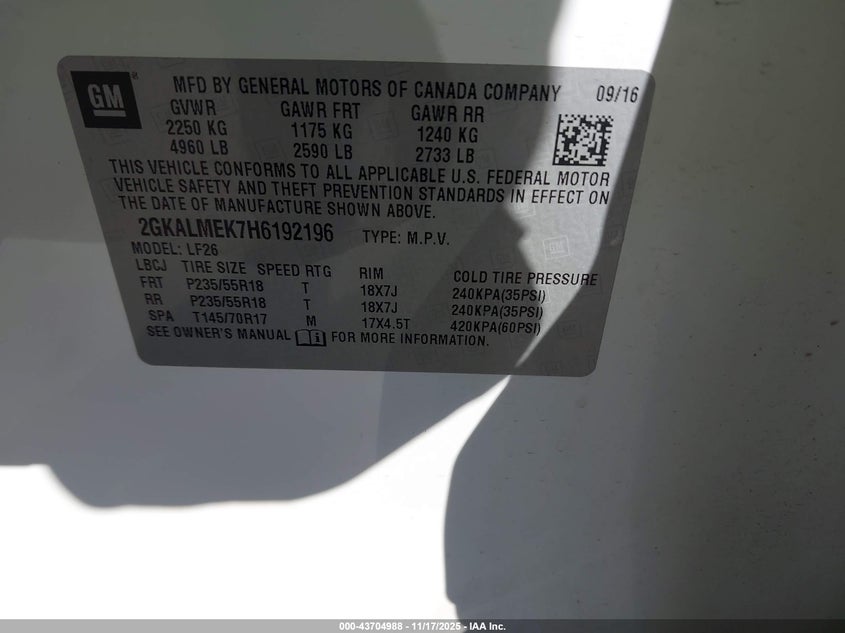 GM
MFD BY GENERAL MOTORS OF CANADA COMPANY 09/16
GVWR GAWR FRT GAWR RR
2250 KG 1175 KG 1240 KG
4960 LB 2590 LB 2733 LB
THIS VEHICLE CONFORMS TO ALL APPLICABLE U.S. FEDERAL MOTOR
VEHICLE SAFETY AND THEFT PREVENTION STANDARDS IN EFFECT ON
THE DATE OF MANUFACTURE SHOWN ABOVE.
2GKALMEK7H6192196 TYPE: M.P.V.
MODEL: LF26
LBCJ TIRE SIZE SPEED RTG RIM COLD TIRE PRESSURE
FRT P235/55R18 T 18X7J 240KPA(35PSI)
RR P235/55R18 T 18X7J 240KPA(35PSI)
SPA T145/70R17 M 17X4.5T 420KPA(60PSI)
SEE OWNER'S MANUAL FOR MORE INFORMATION.
000-43704988 - 11/17/2025 - IAA Inc.